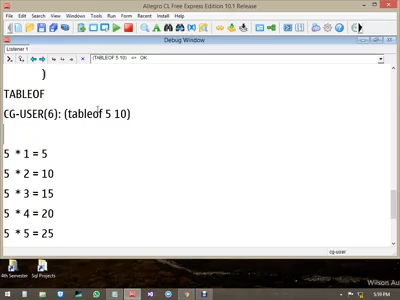 Allegro CL Free Express Edition 10.1 Release
File Edit Search View Windows Tools Run Form Recent Install Help
Debug Window
Listener 1
(TABLEOF 5 10) => OK
)
TABLEOF
CG-USER(6): (tableof 5 10)
5 * 1 = 5
5 * 2 = 10
5 * 3 = 15
5 * 4 = 20
5 * 5 = 25
cg-user
4th Semester
Sql Projects
5:59 PM